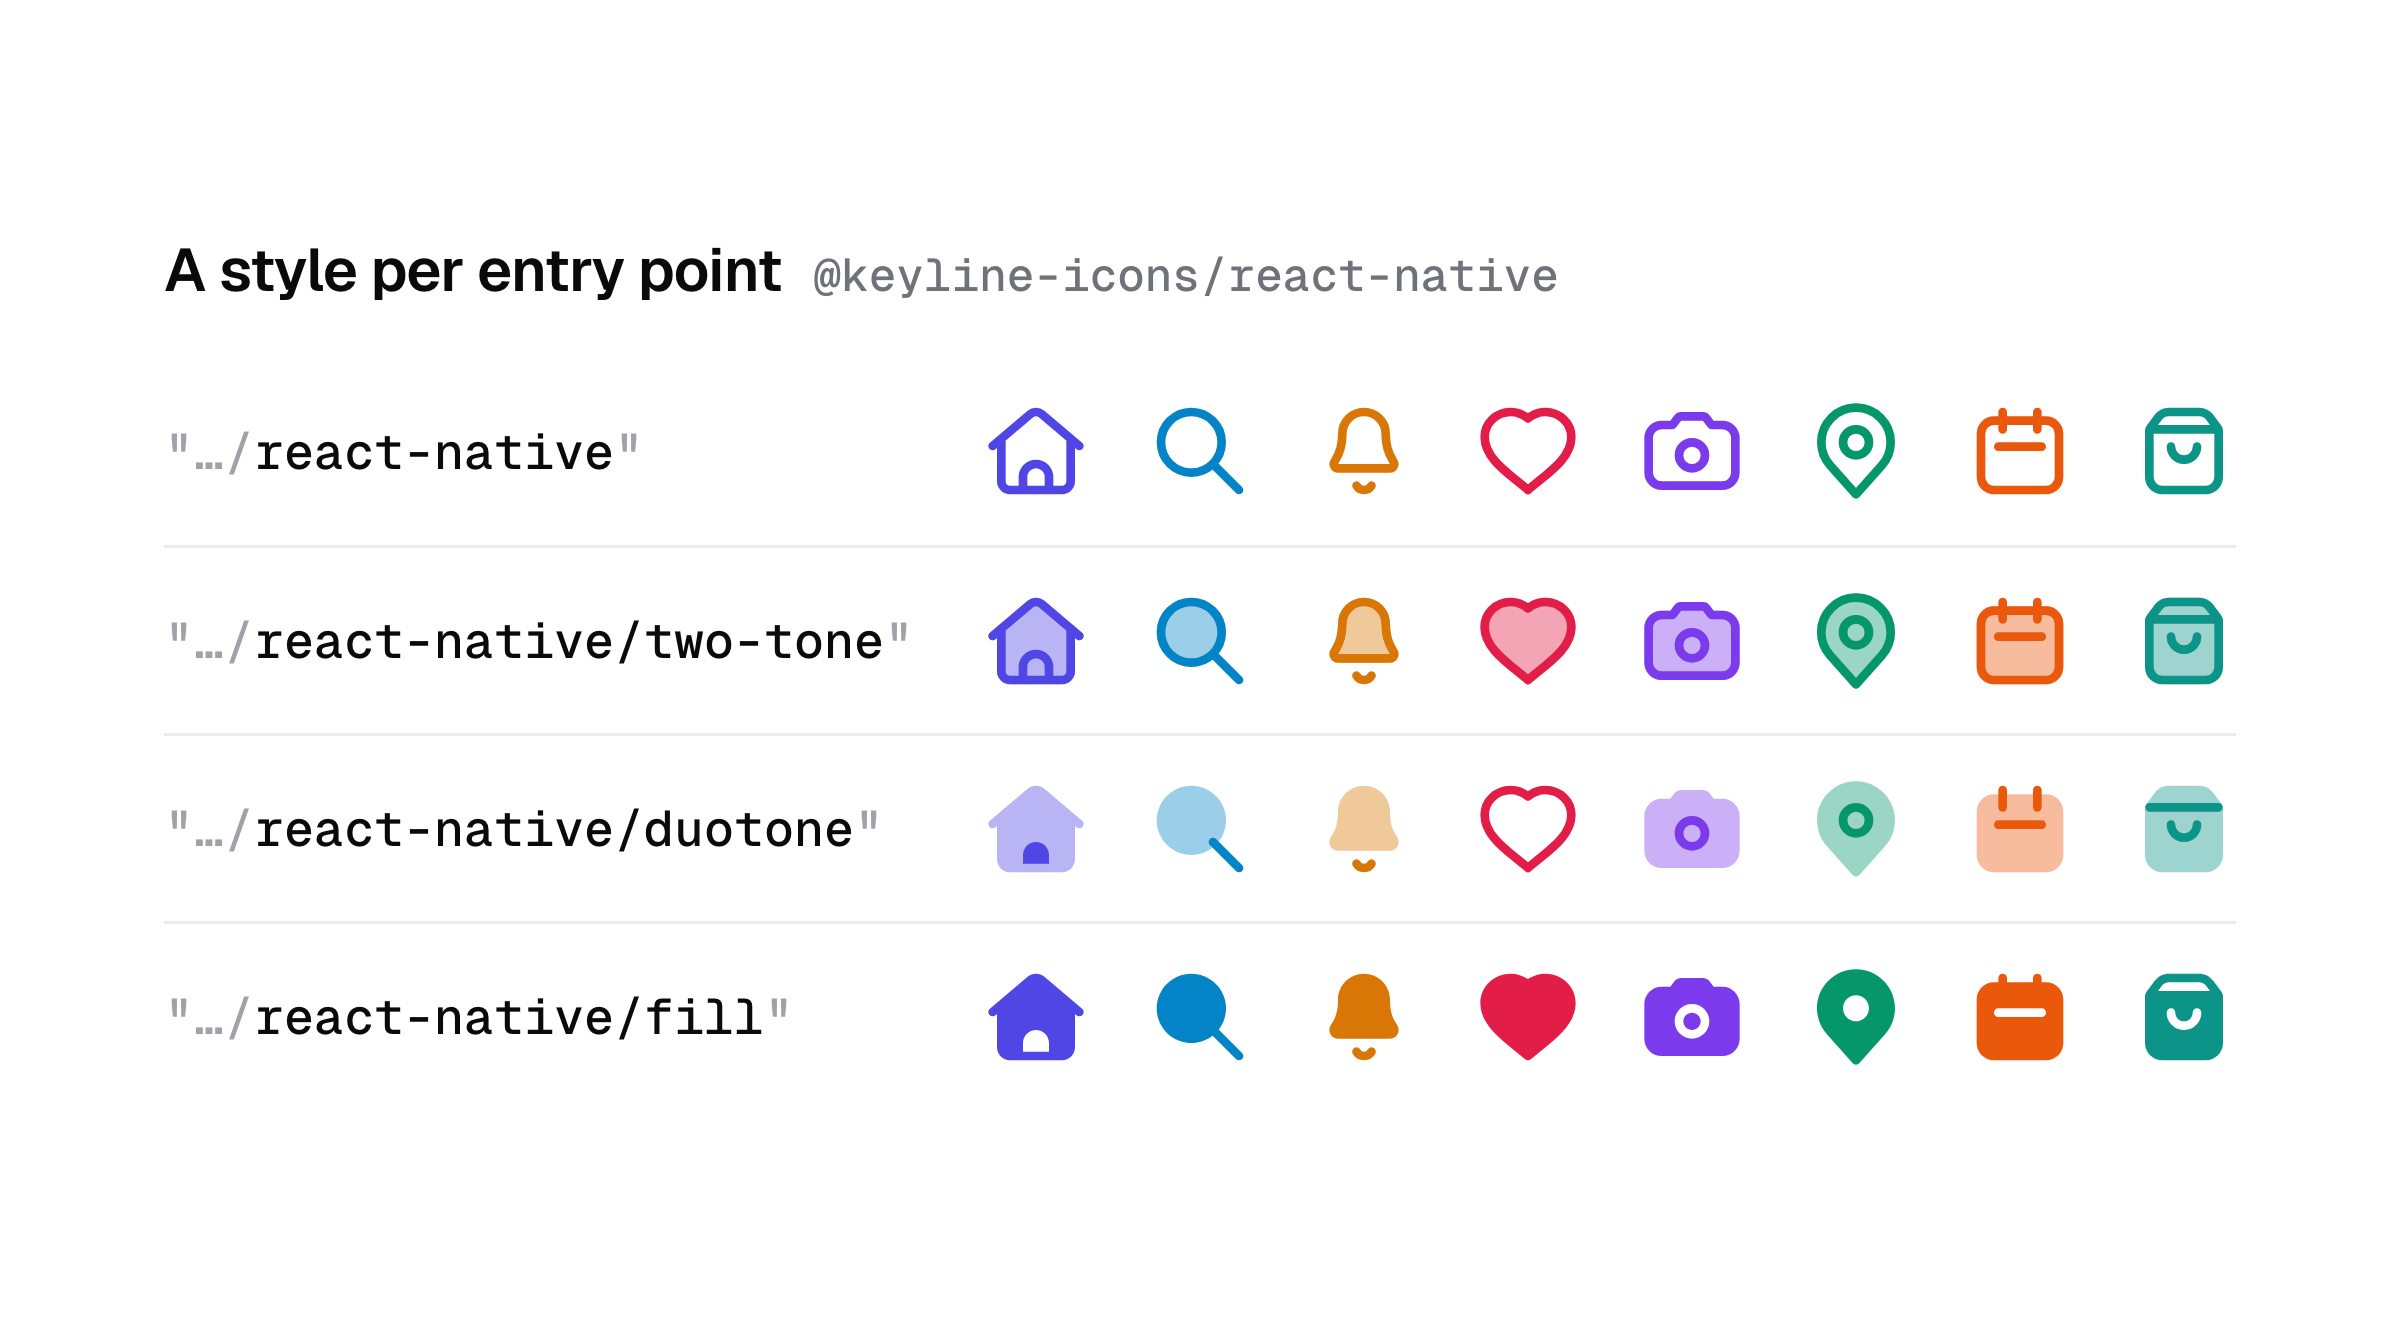 A style per entry point @keyline-icons/react-native
"…/react-native"
"…/react-native/two-tone"
"…/react-native/duotone"
"…/react-native/fill"